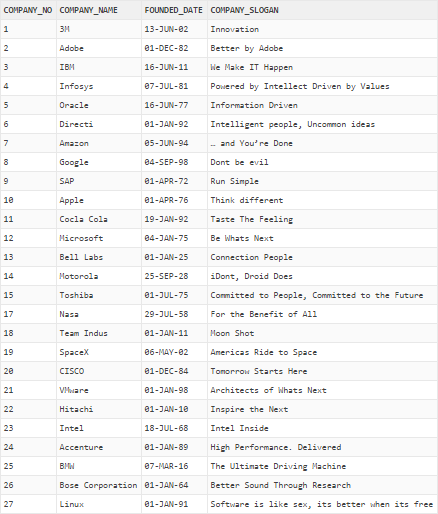 COMPANY_NO COMPANY_NAME FOUNDED_DATE COMPANY_SLOGAN
1 3M 13-JUN-02 Innovation
2 Adobe 01-DEC-82 Better by Adobe
3 IBM 16-JUN-11 We Make IT Happen
4 Infosys 07-JUL-81 Powered by Intellect Driven by Values
5 Oracle 16-JUN-77 Information Driven
6 Directi 01-JAN-92 Intelligent people, Uncommon ideas
7 Amazon 05-JUN-94 … and You’re Done
8 Google 04-SEP-98 Dont be evil
9 SAP 01-APR-72 Run Simple
10 Apple 01-APR-76 Think different
11 Cocla Cola 19-JAN-92 Taste The Feeling
12 Microsoft 04-JAN-75 Be Whats Next
13 Bell Labs 01-JAN-25 Connection People
14 Motorola 25-SEP-28 iDont, Droid Does
15 Toshiba 01-JUL-75 Committed to People, Committed to the Future
17 Nasa 29-JUL-58 For the Benefit of All
18 Team Indus 01-JAN-11 Moon Shot
19 SpaceX 06-MAY-02 Americas Ride to Space
20 CISCO 01-DEC-84 Tomorrow Starts Here
21 VMware 01-JAN-98 Architects of Whats Next
22 Hitachi 01-JAN-10 Inspire the Next
23 Intel 18-JUL-68 Intel Inside
24 Accenture 01-JAN-89 High Performance. Delivered
25 BMW 07-MAR-16 The Ultimate Driving Machine
26 Bose Corporation 01-JAN-64 Better Sound Through Research
27 Linux 01-JAN-91 Software is like sex, its better when its free